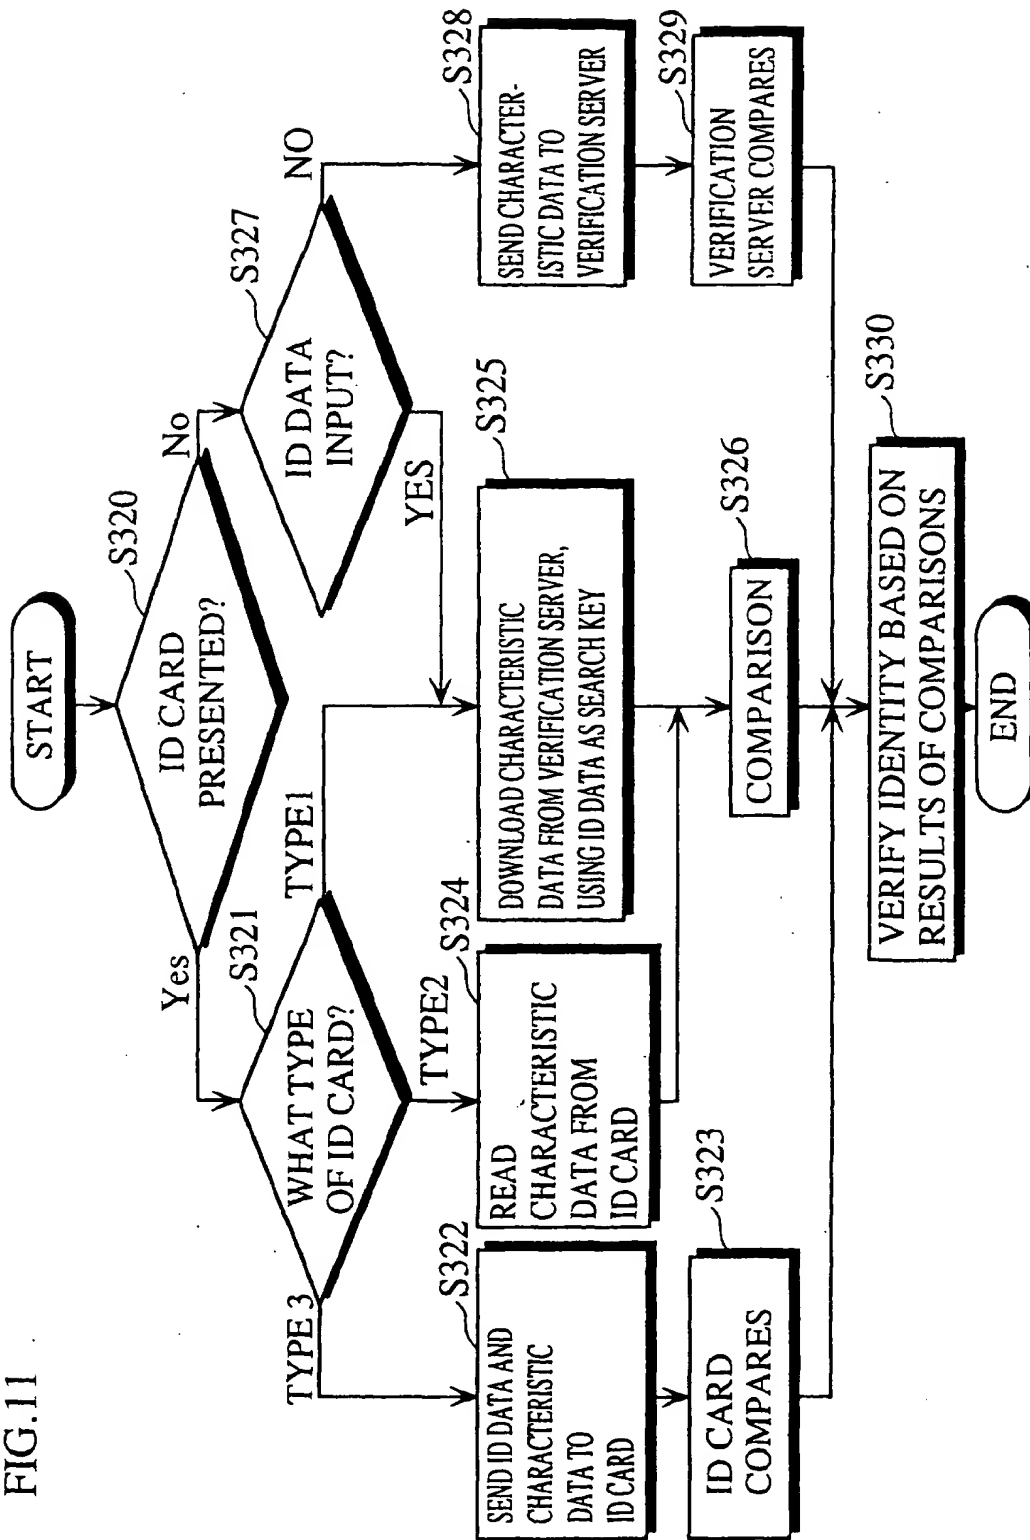 FIG.11
START
S320
ID CARD
PRESENTED?
Yes
No
S321
WHAT TYPE
OF ID CARD?
S327
ID DATA
INPUT?
TYPE 3
TYPE2
TYPE1
YES
NO
S322
SEND ID DATA AND
CHARACTERISTIC
DATA TO
ID CARD
S324
READ
CHARACTERISTIC
DATA FROM
ID CARD
S325
DOWNLOAD CHARACTERISTIC
DATA FROM VERIFICATION SERVER,
USING ID DATA AS SEARCH KEY
S328
SEND CHARACTER-
ISTIC DATA TO
VERIFICATION SERVER
S323
ID CARD
COMPARES
S326
COMPARISON
S329
VERIFICATION
SERVER COMPARES
S330
VERIFY IDENTITY BASED ON
RESULTS OF COMPARISONS
END